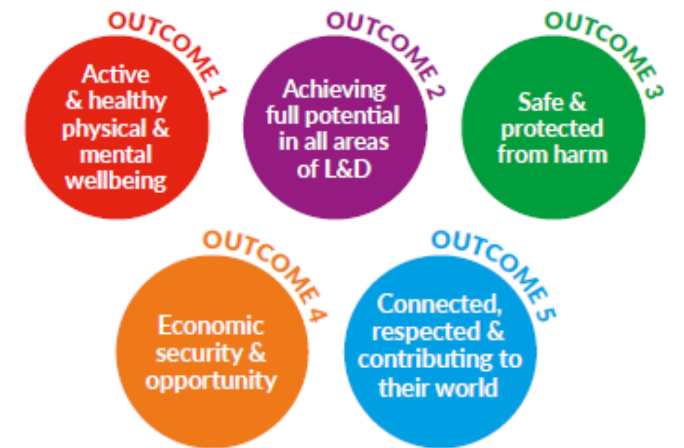 OUTCOME 1
Active
& healthy
physical &
mental
wellbeing
OUTCOME 2
Achieving
full potential
in all areas
of L&D
OUTCOME 3
Safe &
protected
from harm
OUTCOME 4
Economic
security &
opportunity
OUTCOME 5
Connected,
respected &
contributing to
their world